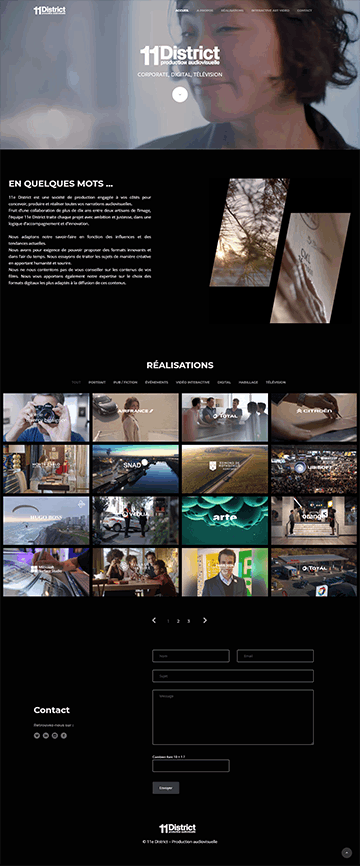 11District
ACCUEIL A PROPOS RÉALISATIONS INTERACTIVE ART VIDEO CONTACT
11District
production audiovisuelle
CORPORATE, DIGITAL, TÉLÉVISION
EN QUELQUES MOTS ...
11e District est une société de production engagée à vos côtés pour
concevoir, produire et réaliser toutes vos narrations audiovisuelles.
Fruit d'une collaboration de plus de dix ans entre deux artisans de l'image,
l'équipe 11e District traite chaque projet avec ambition et justesse, dans une
logique d'accompagnement et d'innovation.
Nous adaptons notre savoir-faire en fonction des influences et des
tendances actuelles.
Nous avons pour exigence de pouvoir proposer des formats innovants et
dans l'air du temps. Nous essayons de traiter les sujets de manière créative
en apportant humanité et sourire.
Nous ne nous contentons pas de vous conseiller sur les contenus de vos
films. Nous vous apportons également notre expertise sur le choix des
formats digitaux les plus adaptés à la diffusion de ces contenus.
RÉALISATIONS
TOUT PORTRAIT PUB / FICTION ÉVÉNEMENTS VIDÉO INTERACTIVE DIGITAL HABILLAGE TÉLÉVISION
AIRFRANCE TOTAL CITROËN
SNAD UBISOFT
HUGO BOSS arte orange
Microsoft TOTAL
1 2 3
Nom Email
Sujet
Message
Contact
Retrouvez nous sur :
Envoyer
11District
production audiovisuelle
© 11e District – Production audiovisuelle